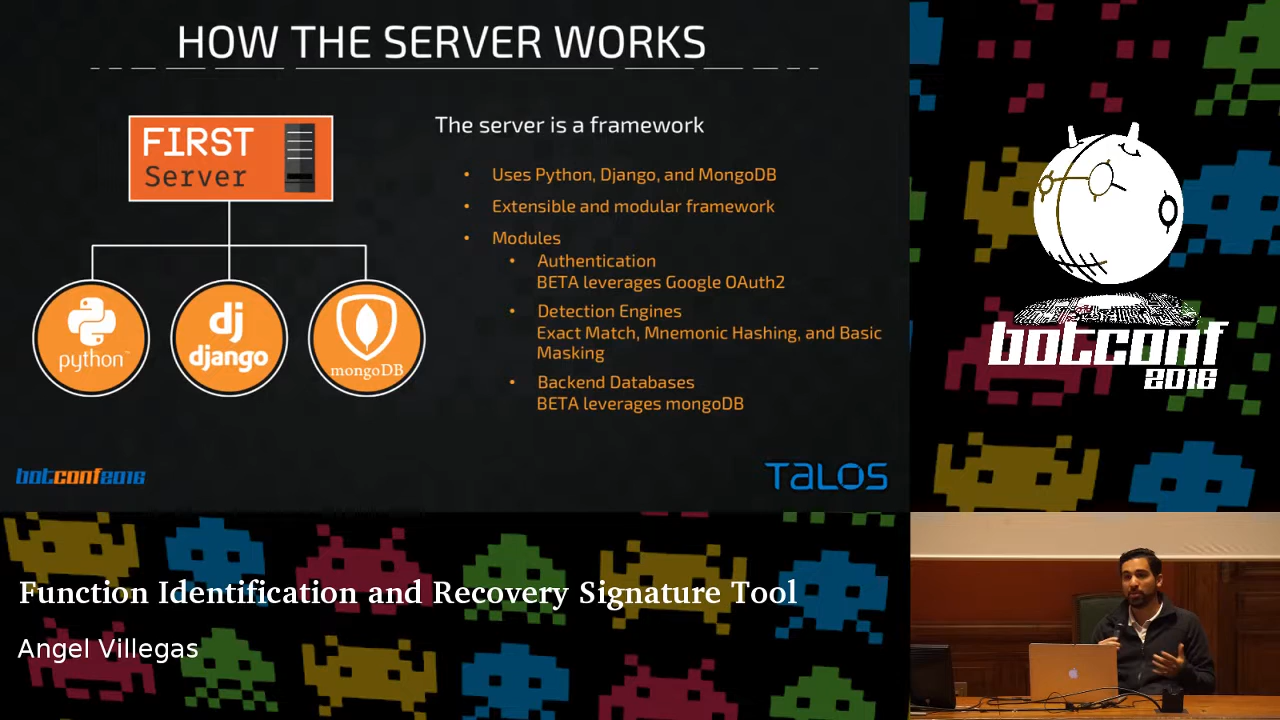 HOW THE SERVER WORKS
FIRST
Server
python
dj
django
mongoDB
The server is a framework
• Uses Python, Django, and MongoDB
• Extensible and modular framework
• Modules
• Authentication
BETA leverages Google OAuth2
• Detection Engines
Exact Match, Mnemonic Hashing, and Basic
Masking
• Backend Databases
BETA leverages mongoDB
botconf2016
TALOS
botconf
2016
Function Identification and Recovery Signature Tool
Angel Villegas